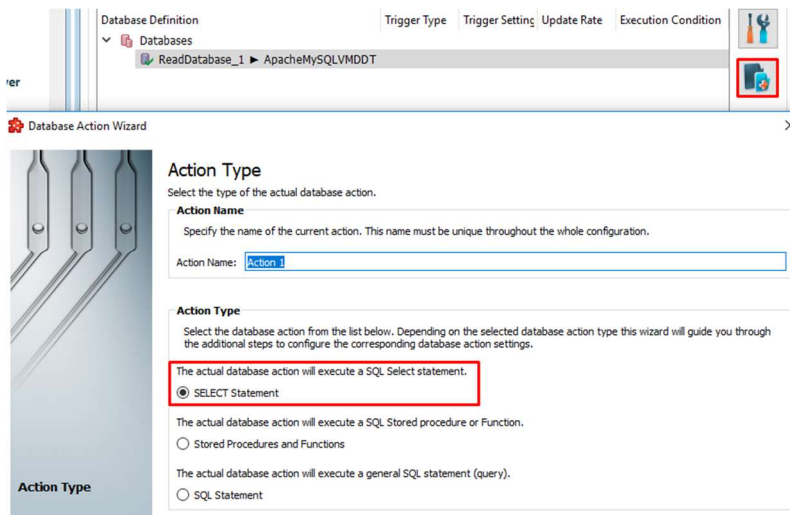 Database Definition Trigger Type Trigger Setting Update Rate Execution Condition
Databases
ReadDatabase_1 ► ApacheMySQLVMDDT
Database Action Wizard
Action Type
Select the type of the actual database action.
Action Name
Specify the name of the current action. This name must be unique throughout the whole configuration.
Action Name: Action 1
Action Type
Select the database action from the list below. Depending on the selected database action type this wizard will guide you through
the additional steps to configure the corresponding database action settings.
The actual database action will execute a SQL Select statement.
SELECT Statement
The actual database action will execute a SQL Stored procedure or Function.
Stored Procedures and Functions
The actual database action will execute a general SQL statement (query).
SQL Statement
Action Type